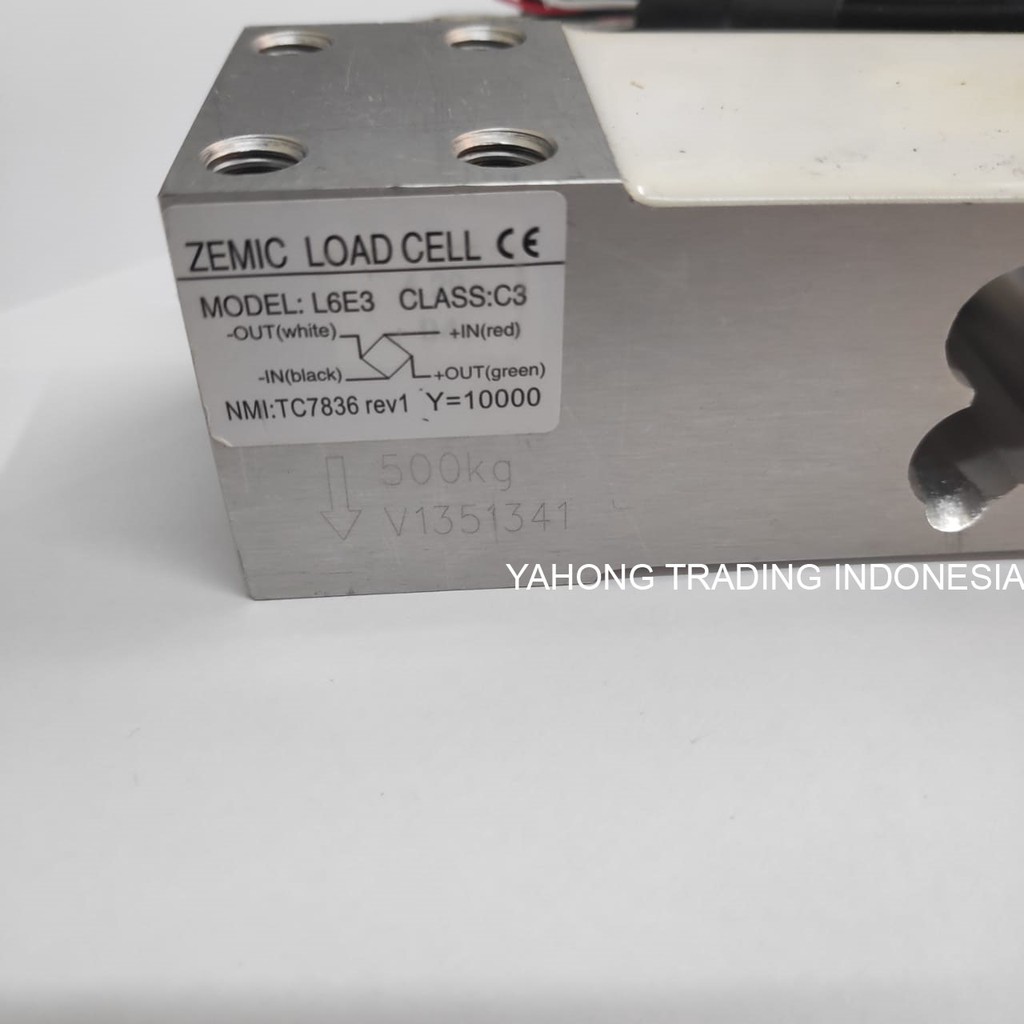 ZEMIC LOAD CELL CE
MODEL: L6E3 CLASS:C3
-OUT(white) +IN(red)
-IN(black) +OUT(green)
NMI:TC7836 rev1 Y=10000
500kg
V1351341
YAHONG TRADING INDONESIA